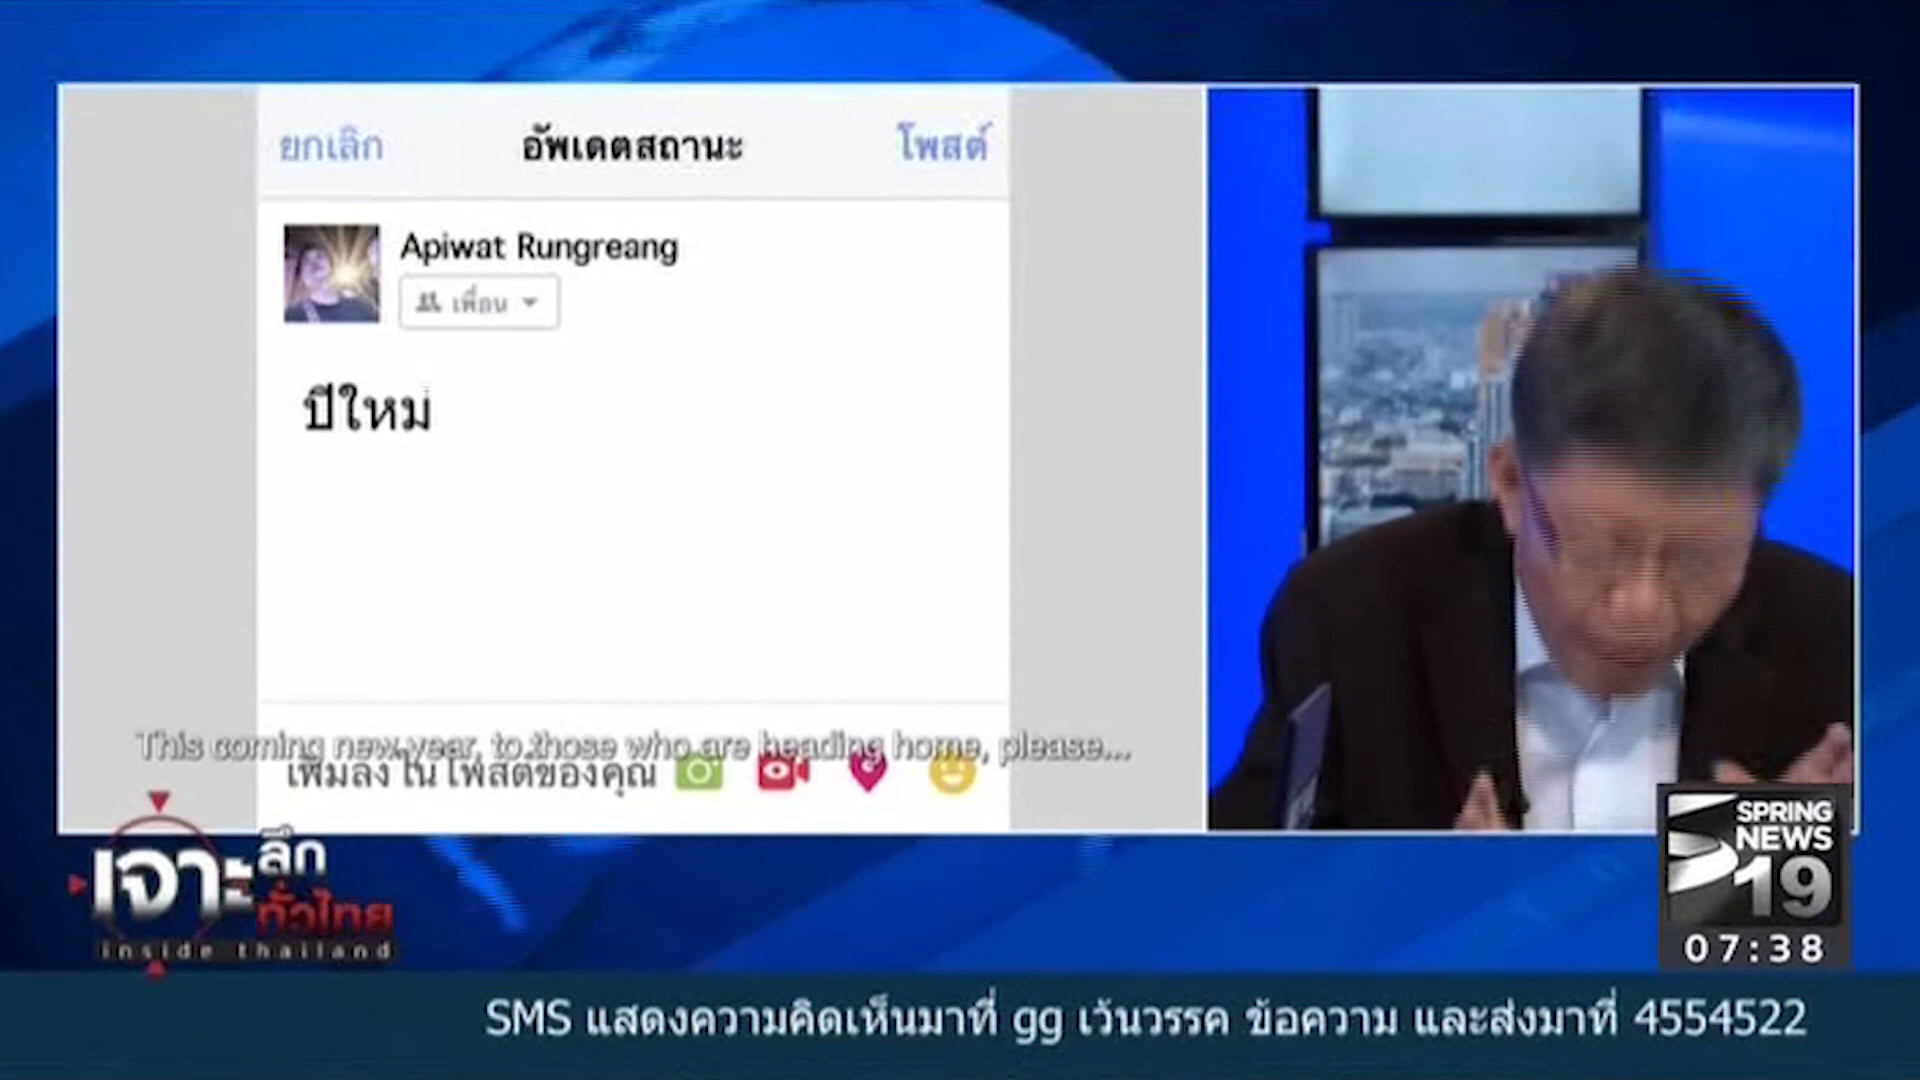 ยกเลิก อัพเดตสถานะ โพสต์
Apiwat Rungreang
เพื่อน
ปีใหม่
This coming new year, to those who are heading home, please...
เพิ่มลงในโพสต์ของคุณ
เจาะลึก
ทั่วไทย
inside thailand
SPRING
NEWS
19
07:38
SMS แสดงความคิดเห็นมาที่ gg เว้นวรรค ข้อความ และส่งมาที่ 4554522